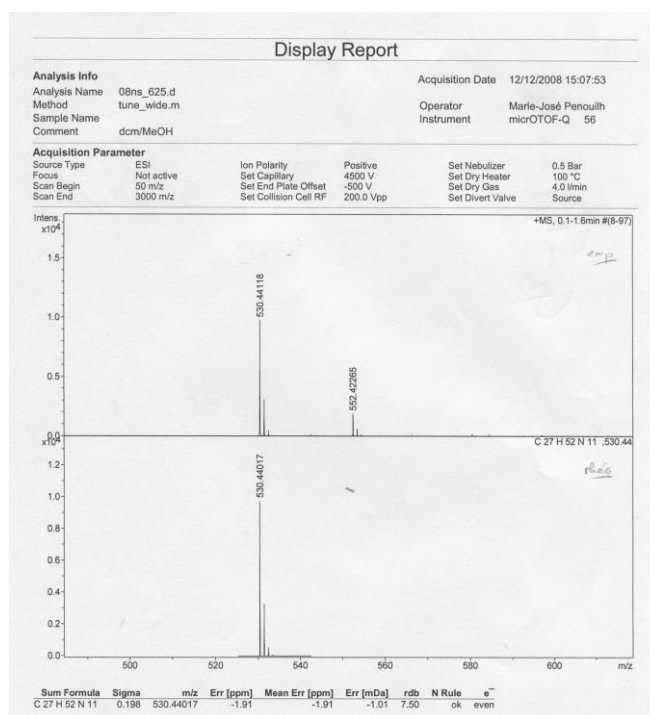 Display Report
Analysis Info
Acquisition Date 12/12/2008 15:07:53
Analysis Name 08ns_625.d
Method tune_wide.m Operator Marie-José Penouilh
Sample Name Instrument micrOTOF-Q 56
Comment dcm/MeOH
Acquisition Parameter
Source Type ESI Ion Polarity Positive Set Nebulizer 0.5 Bar
Focus Not active Set Capillary 4500 V Set Dry Heater 100 °C
Scan Begin 50 m/z Set End Plate Offset -500 V Set Dry Gas 4.0 l/min
Scan End 3000 m/z Set Collision Cell RF 200.0 Vpp Set Divert Valve Source
Intens.
x10⁴
+MS, 0.1-1.6min #(8-97)
exp
1.5
530.44118
1.0
552.42265
0.5
0.0
x10⁴
C 27 H 52 N 11 ,530.44
théo
1.2
530.44017
1.0
0.8
0.6
0.4
0.2
0.0
500 520 540 560 580 600 m/z
Sum Formula Sigma m/z Err [ppm] Mean Err [ppm] Err [mDa] rdb N Rule e⁻
C 27 H 52 N 11 0.198 530.44017 -1.91 -1.91 -1.01 7.50 ok even